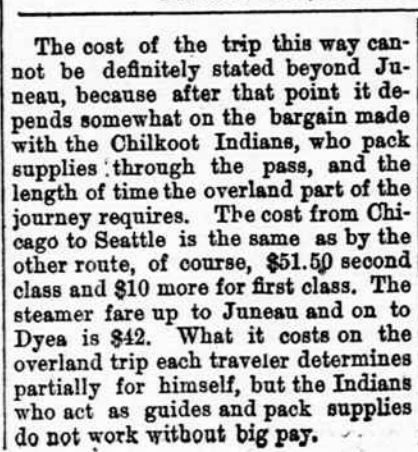 The cost of the trip this way can-
not be definitely stated beyond Ju-
neau, because after that point it de-
pends somewhat on the bargain made
with the Chilkoot Indians, who pack
supplies through the pass, and the
length of time the overland part of the
journey requires. The cost from Chi-
cago to Seattle is the same as by the
other route, of course, $51.50 second
class and $10 more for first class. The
steamer fare up to Juneau and on to
Dyea is $42. What it costs on the
overland trip each traveler determines
partially for himself, but the Indians
who act as guides and pack supplies
do not work without big pay.